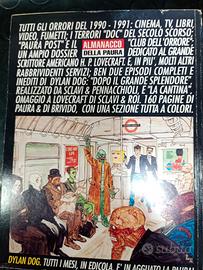 TUTTI GLI ORRORI DEL 1990 - 1991: CINEMA, TV, LIBRI,
VIDEO, FUMETTI; I TERRORI "DOC" DEL SECOLO SCORSO;
"PAURA POST" E IL ALMANACCO "CLUB DELL'ORRORE";
UN AMPIO DOSSIER DELLA PAURA DEDICATO AL GRANDE
SCRITTORE AMERICANO H. P. LOVECRAFT. E, IN PIU', MOLTI ALTRI
RABBRIVIDENTI SERVIZI; BEN DUE EPISODI COMPLETI E
INEDITI DI DYLAN DOG: "DOPO IL GRANDE SPLENDORE",
REALIZZATO DA SCLAVI & PENNACCHIOLI, E "LA CANTINA",
OMAGGIO A LOVECRAFT DI SCLAVI & ROI. 160 PAGINE DI
PAURA & DI BRIVIDO, CON UNA SEZIONE TUTTA A COLORI.
subito
DYLAN DOG. TUTTI I MESI, IN EDICOLA, E' IN AGGUATO LA PAURA